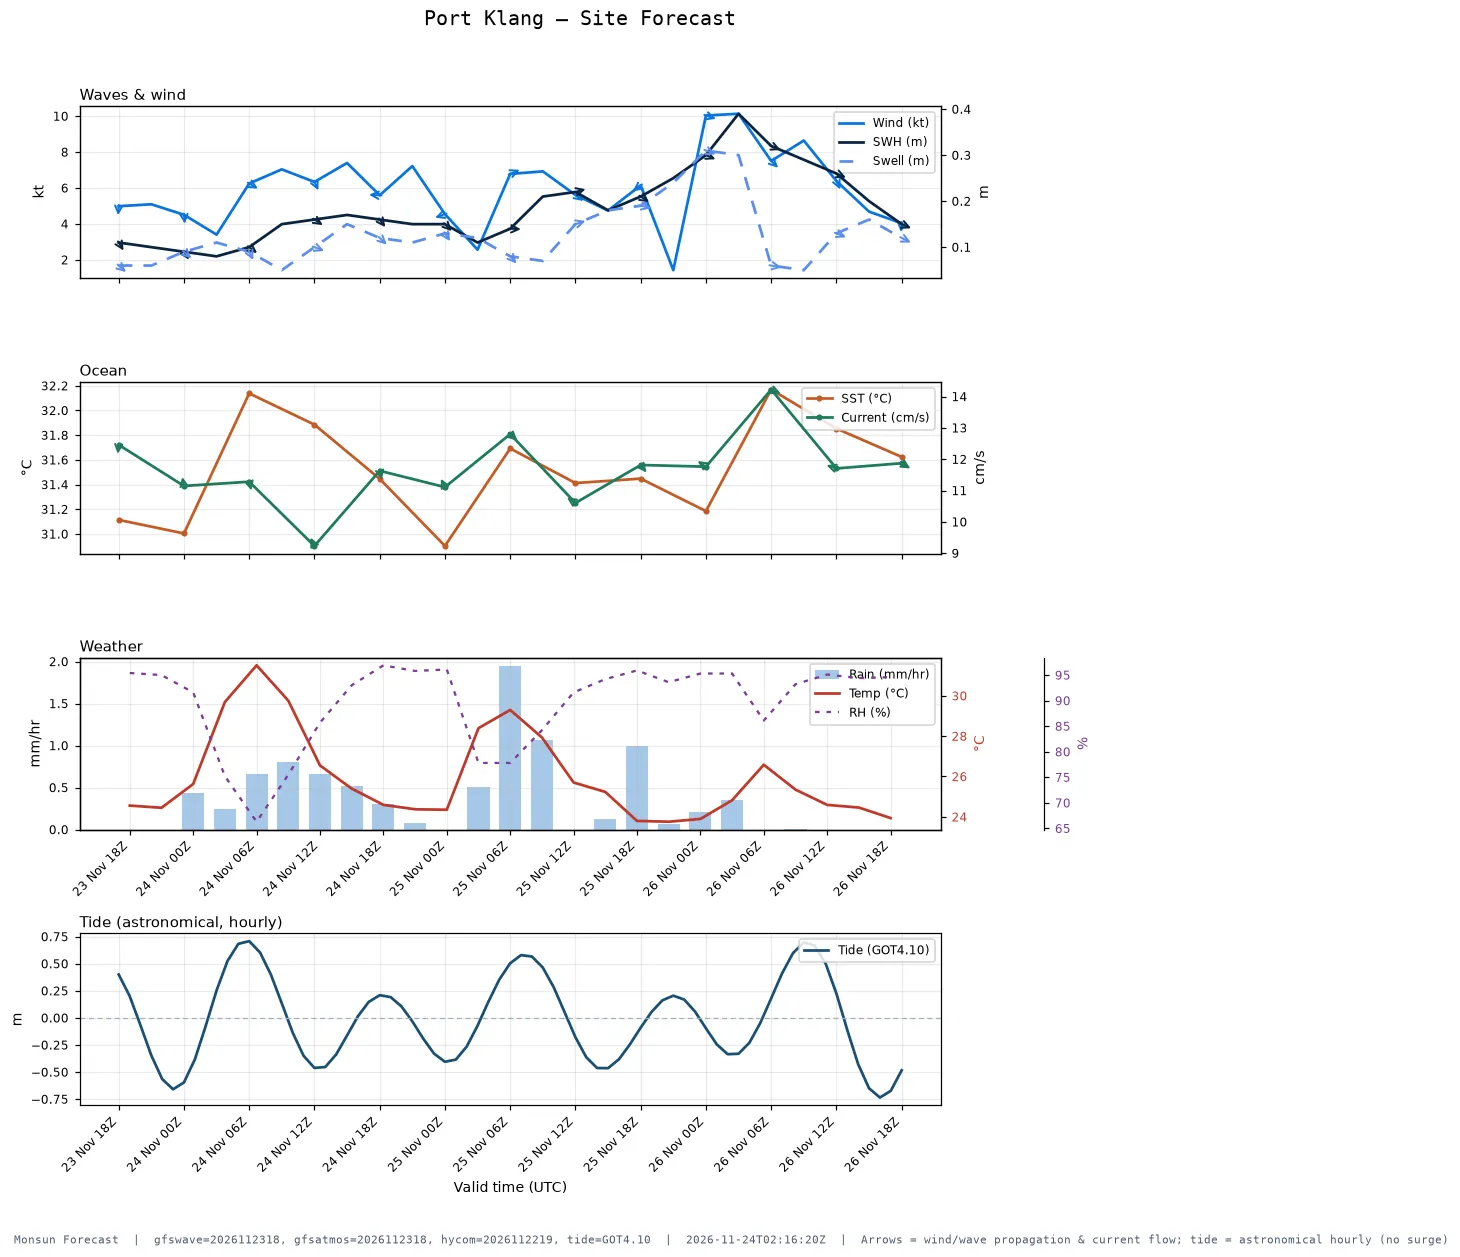 Port Klang — Site Forecast
Waves & wind
10
8
6
4
2
kt
0.4
0.3
0.2
0.1
m
Wind (kt)
SWH (m)
Swell (m)
Ocean
32.2
32.0
31.8
31.6
31.4
31.2
31.0
°C
14
13
12
11
10
9
cm/s
SST (°C)
Current (cm/s)
Weather
2.0
1.5
1.0
0.5
0.0
mm/hr
30
28
26
24
°C
95
90
85
80
75
70
65
%
Rain (mm/hr)
Temp (°C)
RH (%)
23 Nov 18Z
24 Nov 00Z
24 Nov 06Z
24 Nov 12Z
24 Nov 18Z
25 Nov 00Z
25 Nov 06Z
25 Nov 12Z
25 Nov 18Z
26 Nov 00Z
26 Nov 06Z
26 Nov 12Z
26 Nov 18Z
Tide (astronomical, hourly)
0.75
0.50
0.25
0.00
−0.25
−0.50
−0.75
m
Tide (GOT4.10)
23 Nov 18Z
24 Nov 00Z
24 Nov 06Z
24 Nov 12Z
24 Nov 18Z
25 Nov 00Z
25 Nov 06Z
25 Nov 12Z
25 Nov 18Z
26 Nov 00Z
26 Nov 06Z
26 Nov 12Z
26 Nov 18Z
Valid time (UTC)
Monsun Forecast | gfswave=2026112318, gfsatmos=2026112318, hycom=2026112219, tide=GOT4.10 | 2026-11-24T02:16:20Z | Arrows = wind/wave propagation & current flow; tide = astronomical hourly (no surge)